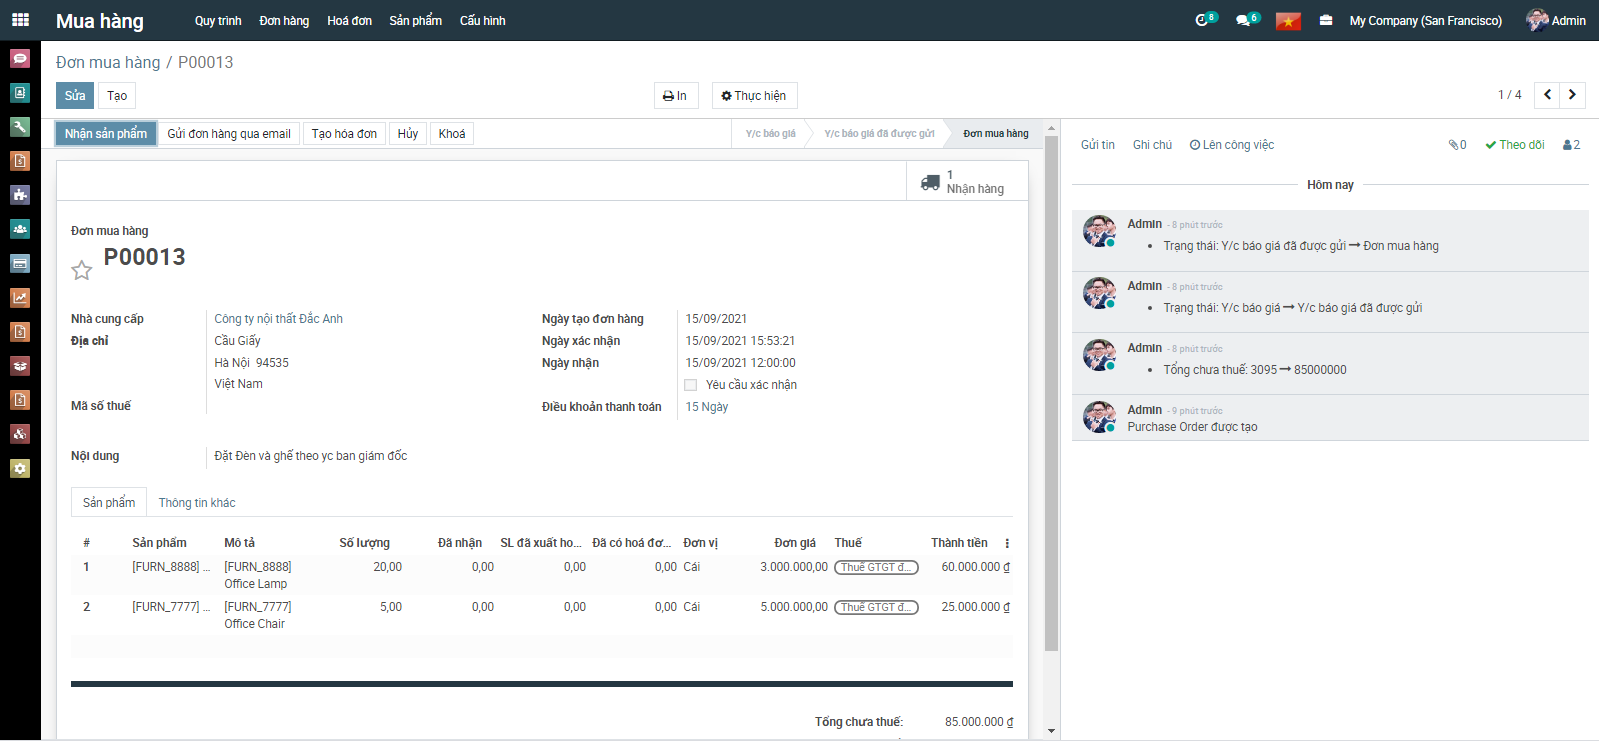 Mua hàng
Quy trình Đơn hàng Hoá đơn Sản phẩm Cấu hình
8 6 My Company (San Francisco) Admin
Đơn mua hàng / P00013
Sửa Tạo
In Thực hiện
1 / 4
Nhận sản phẩm Gửi đơn hàng qua email Tạo hóa đơn Hủy Khoá
Y/c báo giá Y/c báo giá đã được gửi Đơn mua hàng
1
Nhận hàng
Đơn mua hàng
P00013
Nhà cung cấp Công ty nội thất Đắc Anh
Địa chỉ Cầu Giấy
Hà Nội 94535
Việt Nam
Mã số thuế
Ngày tạo đơn hàng 15/09/2021
Ngày xác nhận 15/09/2021 15:53:21
Ngày nhận 15/09/2021 12:00:00
Yêu cầu xác nhận
Điều khoản thanh toán 15 Ngày
Nội dung Đặt Đèn và ghế theo yc ban giám đốc
Sản phẩm Thông tin khác
# Sản phẩm Mô tả Số lượng Đã nhận SL đã xuất ho... Đã có hoá đơ... Đơn vị Đơn giá Thuế Thành tiền
1 [FURN_8888] ... [FURN_8888] 20,00 0,00 0,00 0,00 Cái 3.000.000,00 Thuế GTGT đ... 60.000.000 ₫
Office Lamp
2 [FURN_7777] ... [FURN_7777] 5,00 0,00 0,00 0,00 Cái 5.000.000,00 Thuế GTGT đ... 25.000.000 ₫
Office Chair
Tổng chưa thuế: 85.000.000 ₫
Gửi tin Ghi chú Lên công việc 0 Theo dõi 2
Hôm nay
Admin - 8 phút trước
• Trạng thái: Y/c báo giá đã được gửi → Đơn mua hàng
Admin - 8 phút trước
• Trạng thái: Y/c báo giá → Y/c báo giá đã được gửi
Admin - 8 phút trước
• Tổng chưa thuế: 3095 → 85000000
Admin - 9 phút trước
Purchase Order được tạo